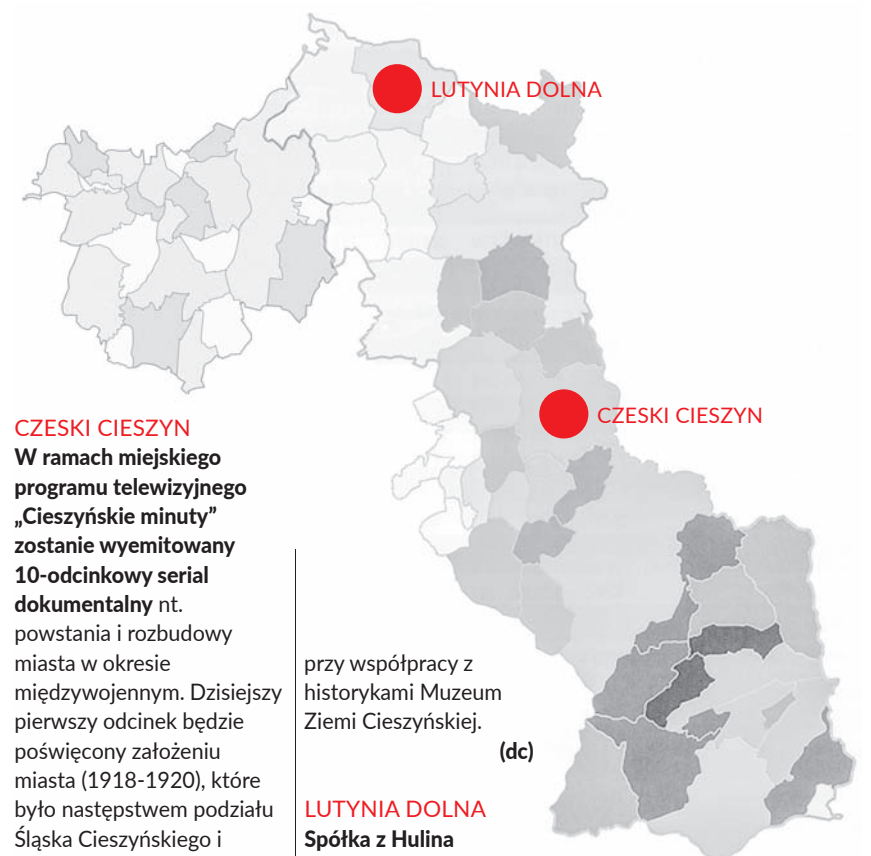 LUTYNIA DOLNA
CZESKI CIESZYN
CZESKI CIESZYN
W ramach miejskiego
programu telewizyjnego
„Cieszyńskie minuty”
zostanie wyemitowany
10-odcinkowy serial
dokumentalny nt.
powstania i rozbudowy
miasta w okresie
międzywojennym. Dzisiejszy
pierwszy odcinek będzie
poświęcony założeniu
miasta (1918-1920), które
było następstwem podziału
Śląska Cieszyńskiego i
przy współpracy z
historykami Muzeum
Ziemi Cieszyńskiej.
(dc)
LUTYNIA DOLNA
Spółka z Hulina